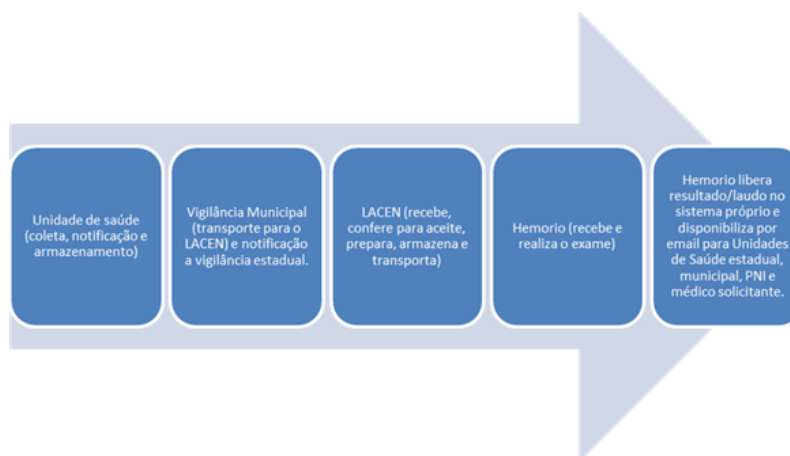 Unidade de saúde
(coleta, notificação e
armazenamento)
Vigilância Municipal
(transporte para o
LACEN) e notificação
a vigilância estadual.
LACEN (recebe,
confere para aceite,
prepara, armazena e
transporta)
Hemorio (recebe e
realiza o exame)
Hemorio libera
resultado/laudo no
sistema próprio e
disponibiliza por
email para Unidades
de Saúde estadual,
municipal, PNI e
médico solicitante.